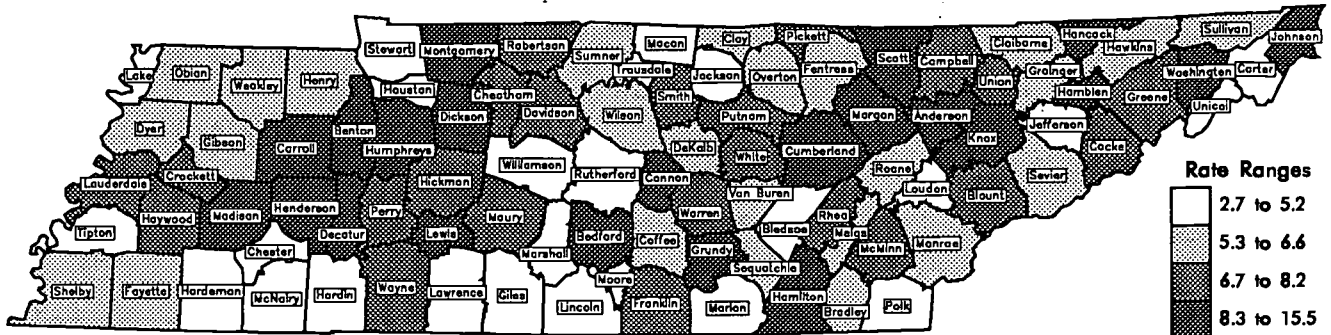 Stewart
Montgomery
Robertson
Sumner
Macon
Clay
Pickett
Scott
Campbell
Claiborne
Hancock
Hawkins
Sullivan
Johnson
Lake
Obion
Weakley
Henry
Houston
Cheatham
Trousdale
Jackson
Overton
Fentress
Union
Grainger
Hamblen
Washington
Carter
Greene
Unicoi
Dyer
Gibson
Carroll
Benton
Humphreys
Dickson
Davidson
Wilson
Smith
Putnam
Morgan
Anderson
Knox
Jefferson
Cocke
Lauderdale
Crockett
Haywood
Madison
Henderson
Decatur
Perry
Hickman
Williamson
Rutherford
DeKalb
White
Cumberland
Cannon
Van Buren
Roane
Loudon
Blount
Sevier
Tipton
Chester
Lewis
Maury
Marshall
Bedford
Coffee
Warren
Grundy
Bledsoe
Rhea
Meigs
McMinn
Monroe
Shelby
Fayette
Hardeman
McNairy
Hardin
Wayne
Lawrence
Giles
Lincoln
Moore
Franklin
Marion
Sequatchie
Hamilton
Bradley
Polk
Rate Ranges
2.7 to 5.2
5.3 to 6.6
6.7 to 8.2
8.3 to 15.5